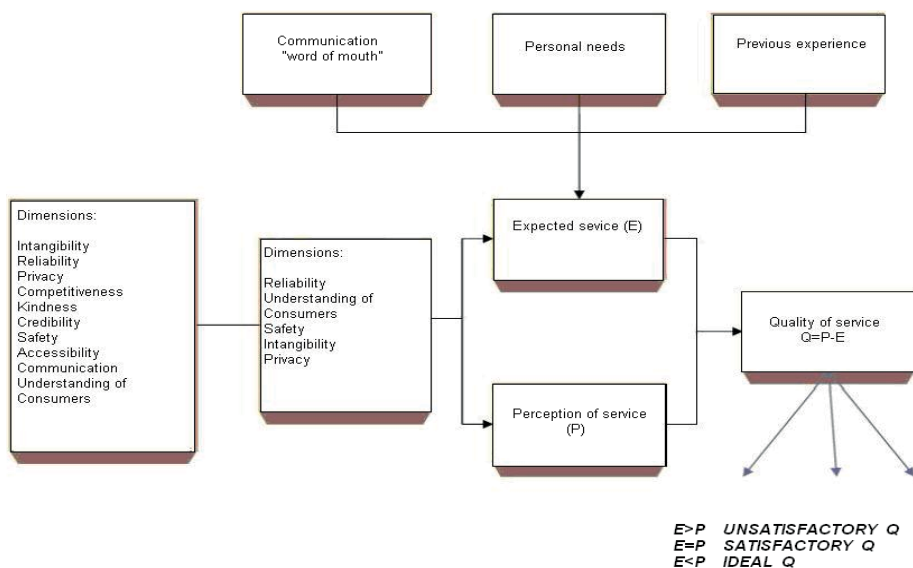 Communication
"word of mouth"
Personal needs
Previous experience
Dimensions:
Intangibility
Reliability
Privacy
Competitiveness
Kindness
Credibility
Safety
Accessibility
Communication
Understanding of
Consumers
Dimensions:
Reliability
Understanding of
Consumers
Safety
Intangibility
Privacy
Expected sevice (E)
Perception of service
(P)
Quality of service
Q=P-E
E>P UNSATISFACTORY Q
E=P SATISFACTORY Q
E<P IDEAL Q